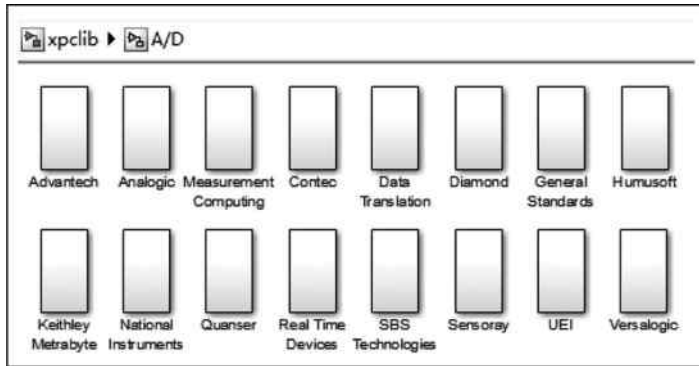 xpclib ▶ A/D
Advantech Analogic Measurement Computing Contec Data Translation Diamond General Standards Humusoft
Keithley Metrabyte National Instruments Quanser Real Time Devices SBS Technologies Sensoray UEI Versalogic